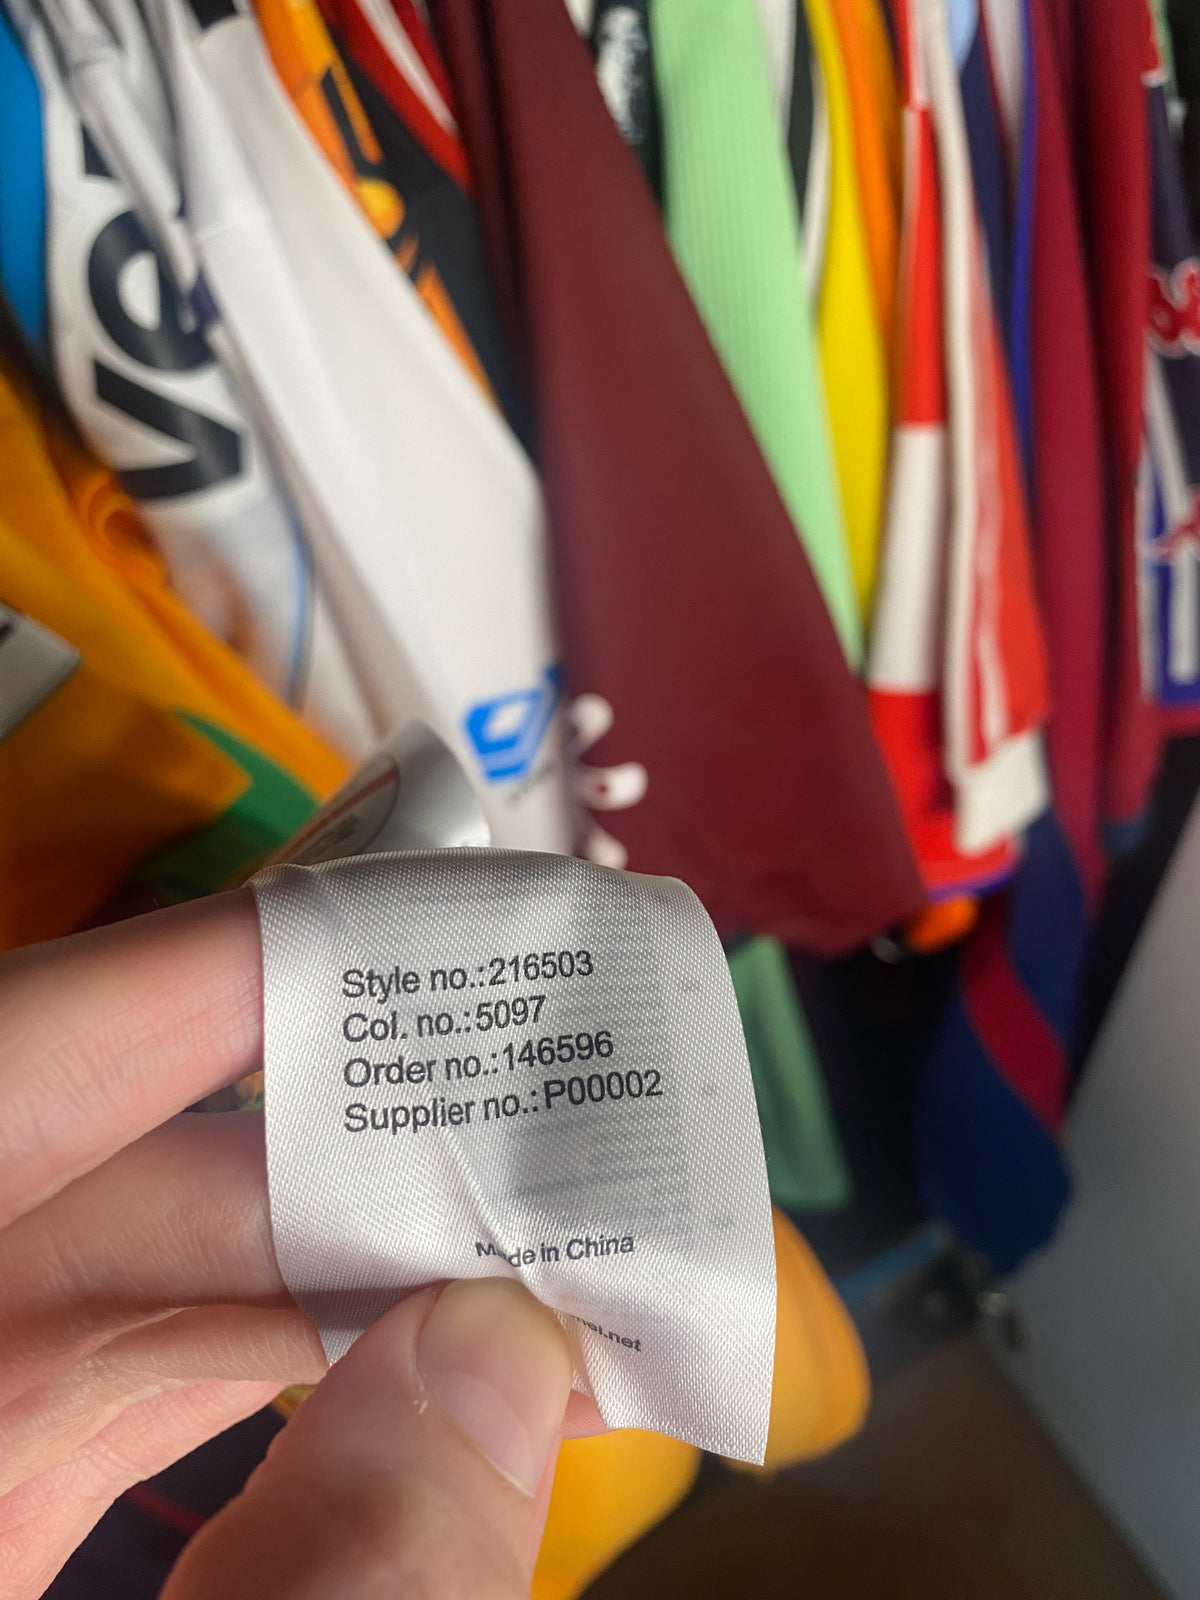 Style no.:216503
Col. no.:5097
Order no.:146596
Supplier no.:P00002
Made in China